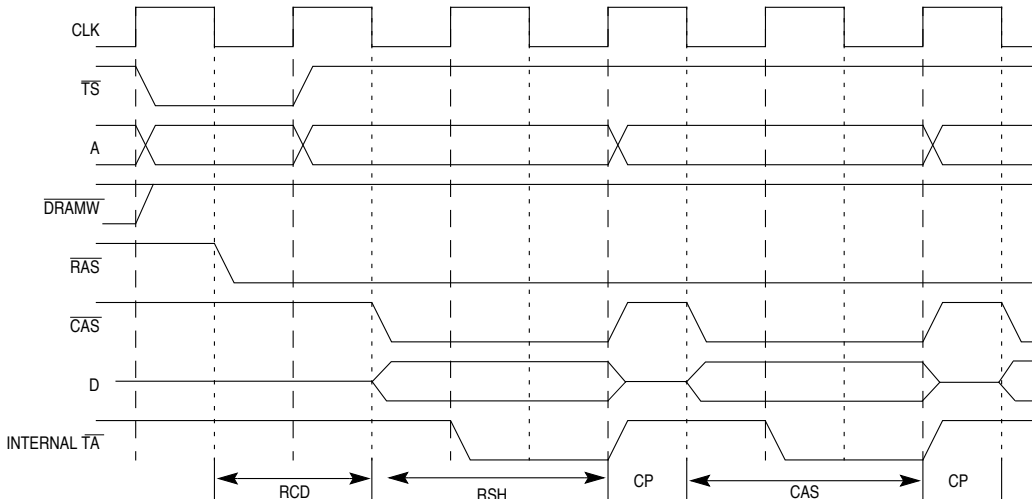 CLK
TS
A
DRAMW
RAS
CAS
D
INTERNAL TA
RCD
RSH
CP
CAS
CP